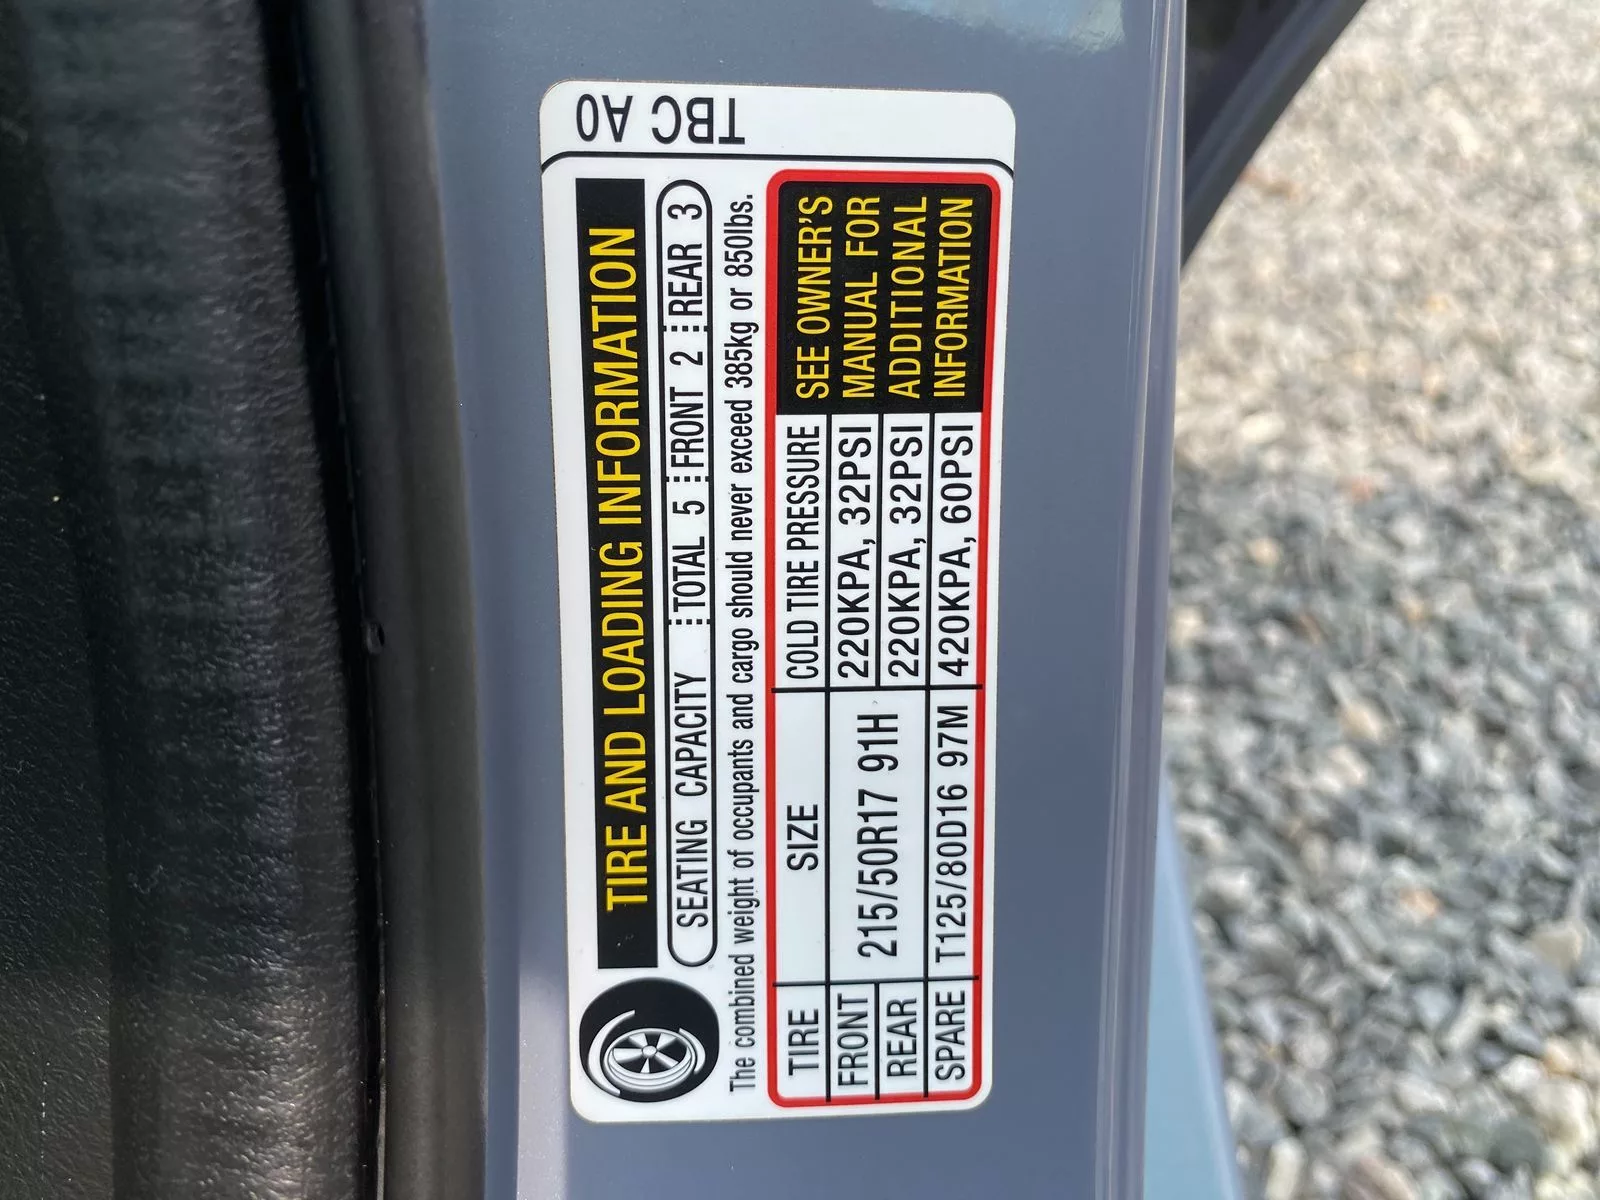 TBC A0
TIRE AND LOADING INFORMATION
SEATING CAPACITY TOTAL 5 FRONT 2 REAR 3
The combined weight of occupants and cargo should never exceed 385kg or 850lbs.
TIRE SIZE COLD TIRE PRESSURE
FRONT 215/50R17 91H 220KPA, 32PSI
REAR 220KPA, 32PSI
SPARE T125/80D16 97M 420KPA, 60PSI
SEE OWNER'S
MANUAL FOR
ADDITIONAL
INFORMATION